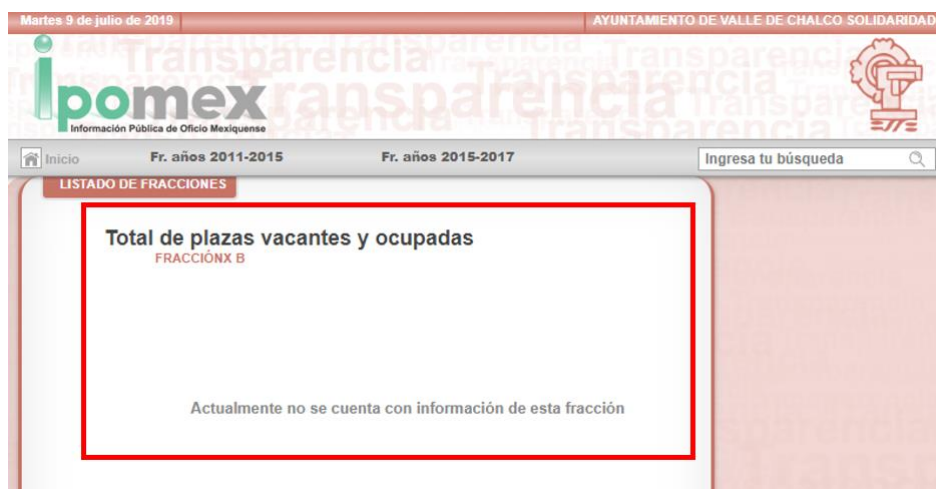 Martes 9 de julio de 2019
AYUNTAMIENTO DE VALLE DE CHALCO SOLIDARIDAD
Transparencia
ipomex
Información Pública de Oficio Mexiquense
Inicio
Fr. años 2011-2015
Fr. años 2015-2017
Ingresa tu búsqueda
LISTADO DE FRACCIONES
Total de plazas vacantes y ocupadas
FRACCIÓNX B
Actualmente no se cuenta con información de esta fracción